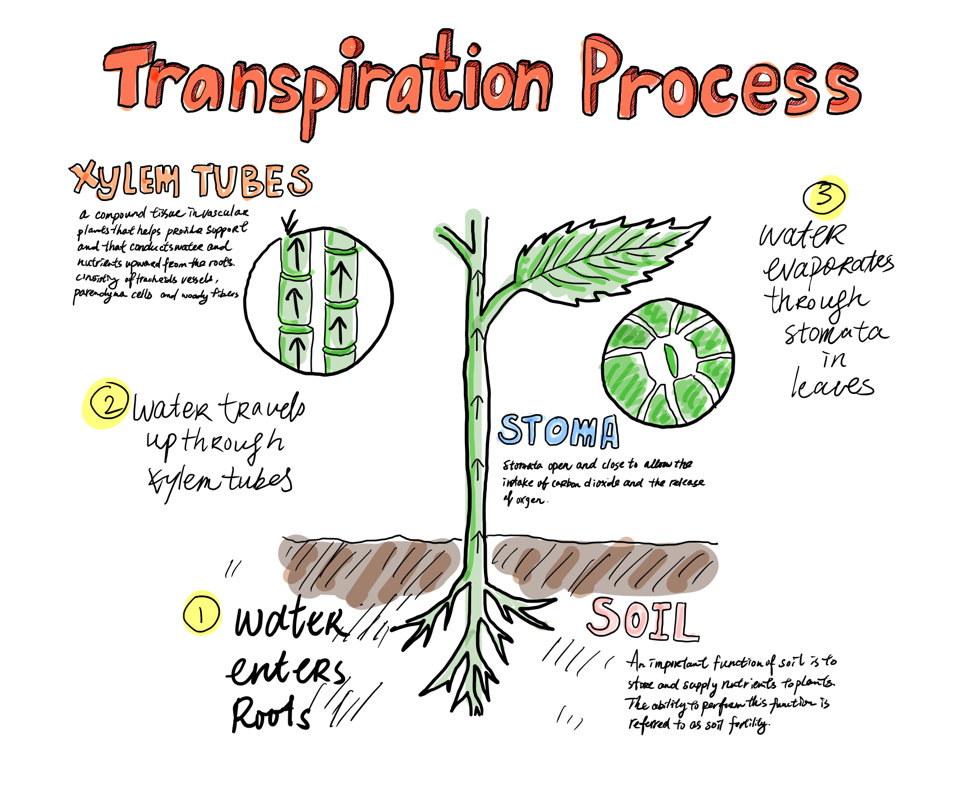 Transpiration Process
XYLEM TUBES
a compound tissue in vascular
plants that helps provide support
and that conducts water and
nutrients upward from the roots.
consisting of tracheids vessels,
parenchyma cells and woody fibers
2
Water travels
up through
xylem tubes
3
Water
evaporates
through
stomata
in
leaves
STOMA
Stomata open and close to allow the
intake of carbon dioxide and the release
of oxgen.
1
Water
enters
Roots
SOIL
An important function of soil is to
store and supply nutrients to plants.
The ability to perform this function is
referred to as soil fertility.